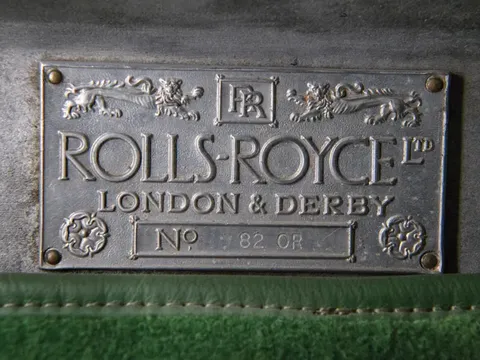 RR
ROLLS-ROYCE LTD
LONDON & DERBY
No. 82 OR